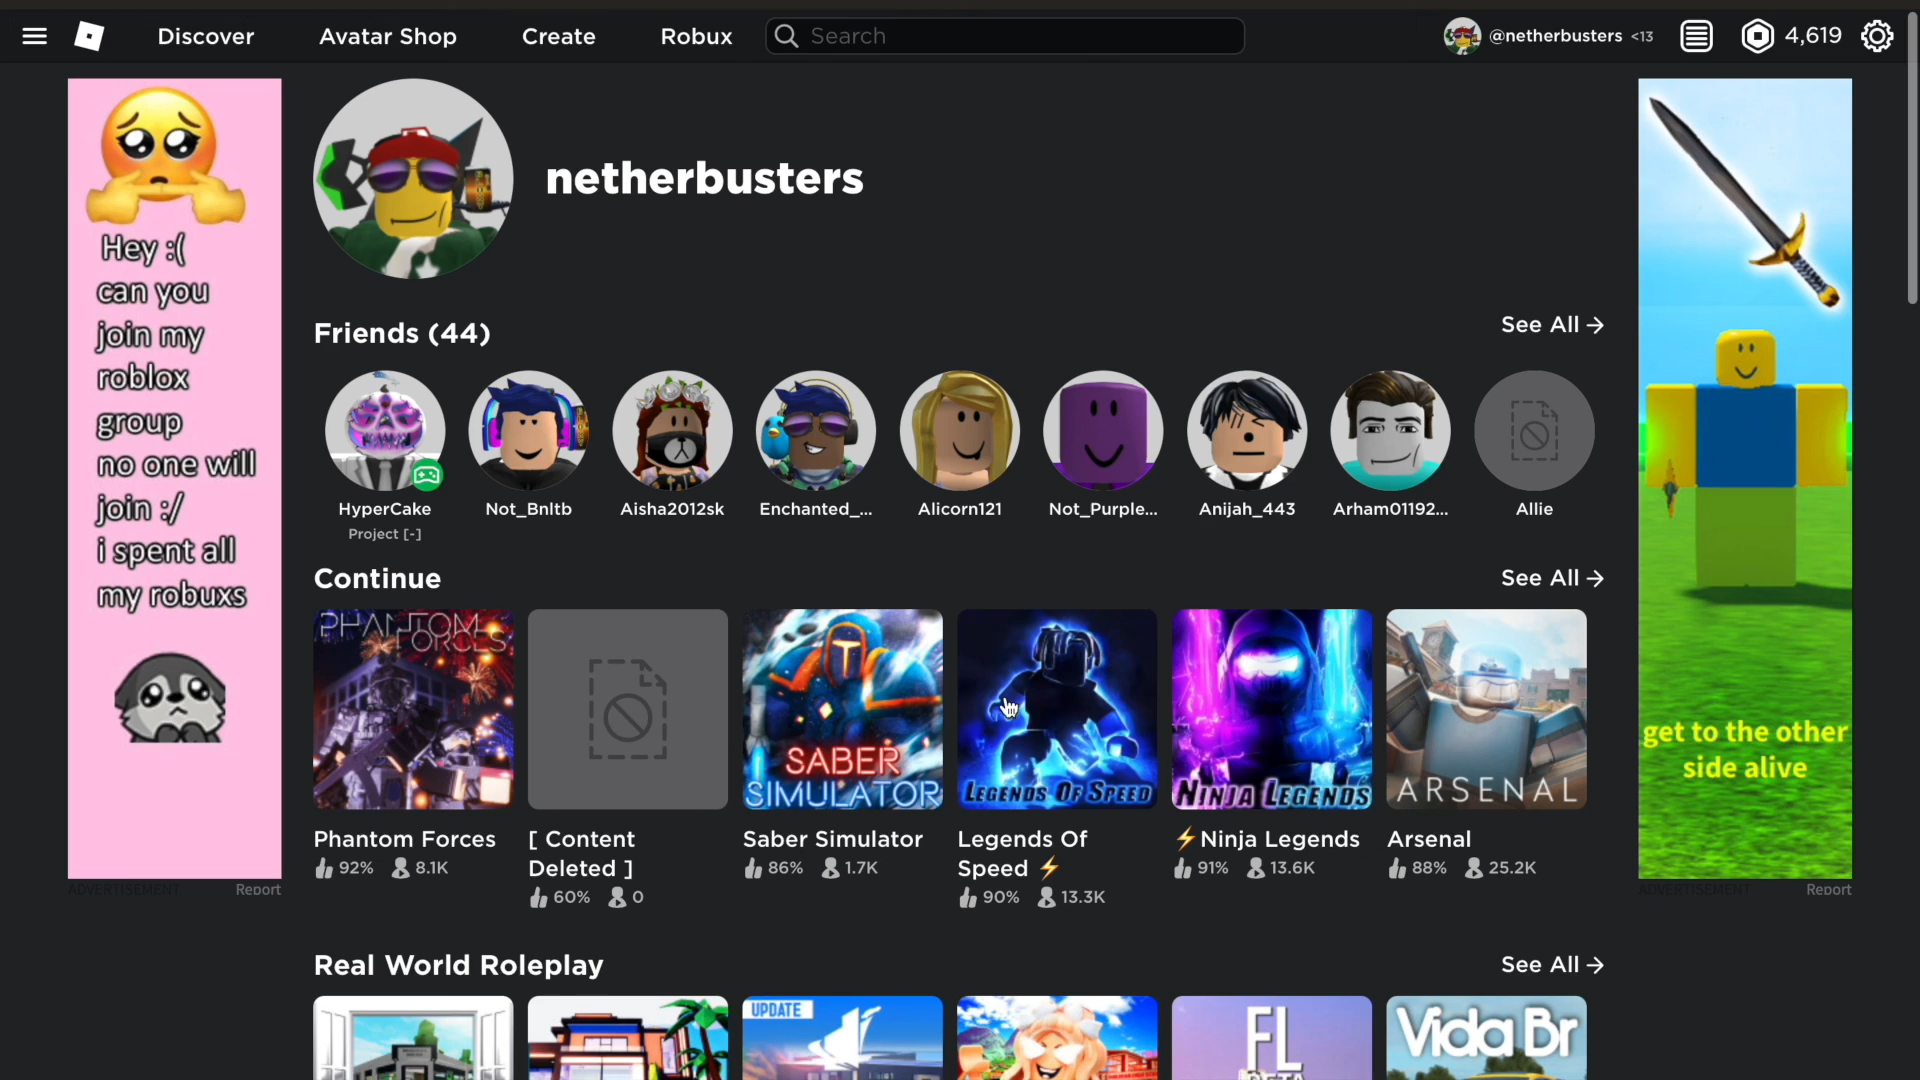 Discover Avatar Shop Create Robux Search @netherbusters <13 4,619
Hey :(
can you
join my
roblox
group
no one will
join :/
i spent all
my robuxs
ADVERTISEMENT Report
netherbusters
Friends (44) See All →
HyperCake Not_Bnltb Aisha2012sk Enchanted_... Alicorn121 Not_Purple... Anijah_443 Arham01192... Allie
Project [-]
Continue See All →
PHANTOM
FORCES
SABER
SIMULATOR
LEGENDS OF SPEED
NINJA LEGENDS
ARSENAL
Phantom Forces
92% 8.1K
[ Content
Deleted ]
60% 0
Saber Simulator
86% 1.7K
Legends Of
Speed ⚡
90% 13.3K
⚡Ninja Legends
91% 13.6K
Arsenal
88% 25.2K
get to the other
side alive
ADVERTISEMENT Report
Real World Roleplay See All →
UPDATE
FL
BETA
Vida Br